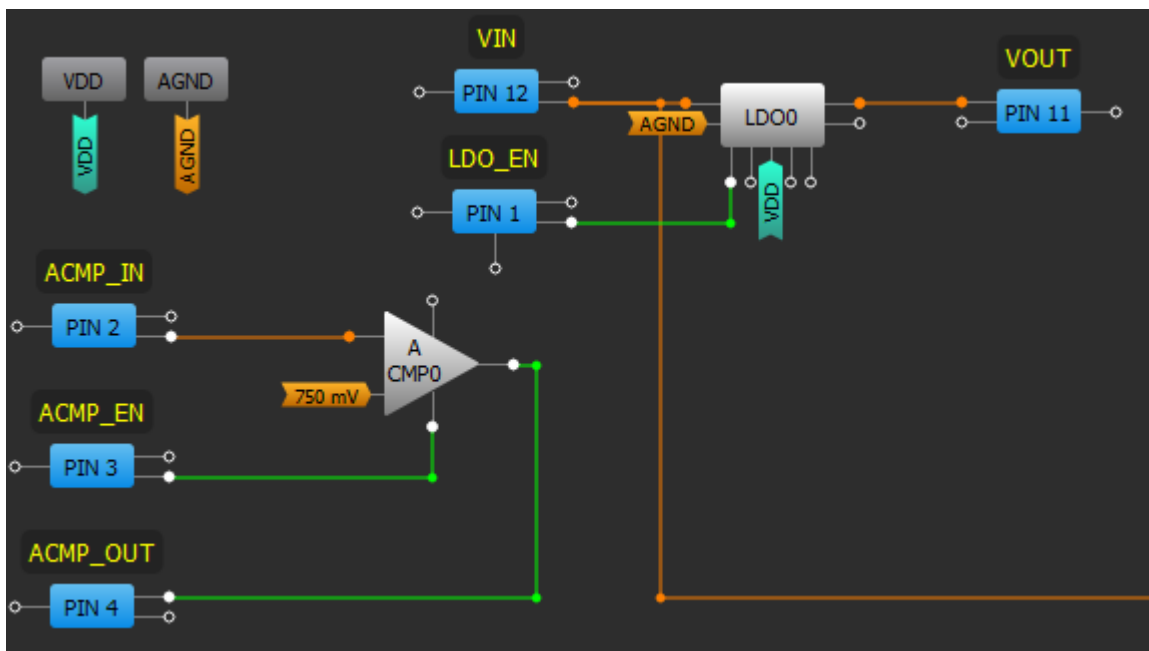 VDD
AGND
VDD
AGND
VIN
PIN 12
AGND
LDO0
VDD
VOUT
PIN 11
LDO_EN
PIN 1
ACMP_IN
PIN 2
A
CMP0
750 mV
ACMP_EN
PIN 3
ACMP_OUT
PIN 4